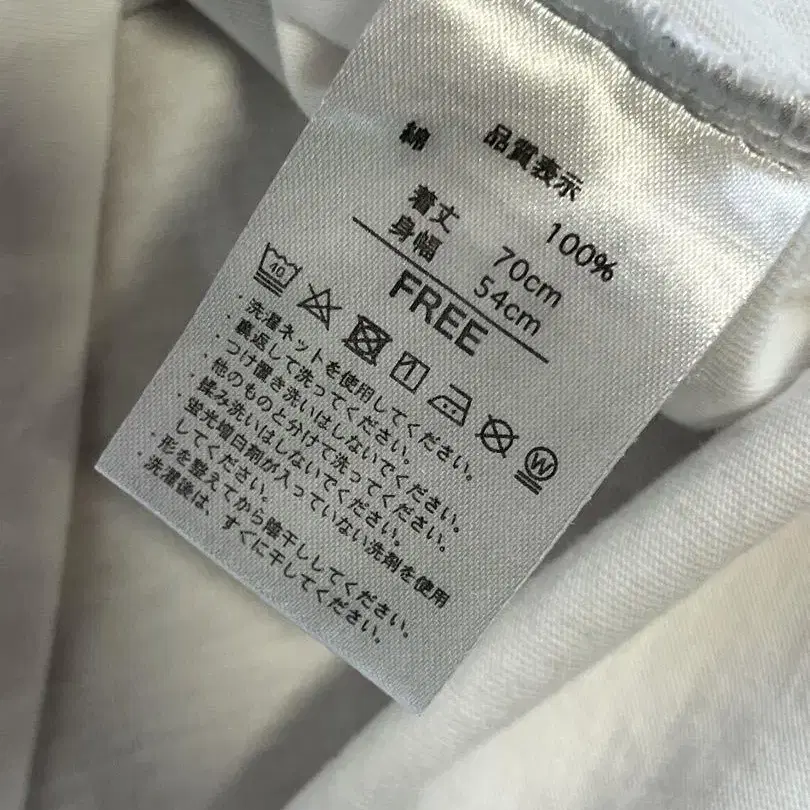 品質表示
綿 100%
着丈 70cm
身幅 54cm
FREE
40
W
・洗濯ネットを使用してください。
・裏返して洗ってください。
・つけ置き洗いはしないでください。
・他のものと分けて洗ってください。
・揉み洗いはしないでください。
・蛍光増白剤が入っていない洗剤を使用
してください。
・形を整えてから陰干ししてください。
・洗濯後は、すぐに干してください。